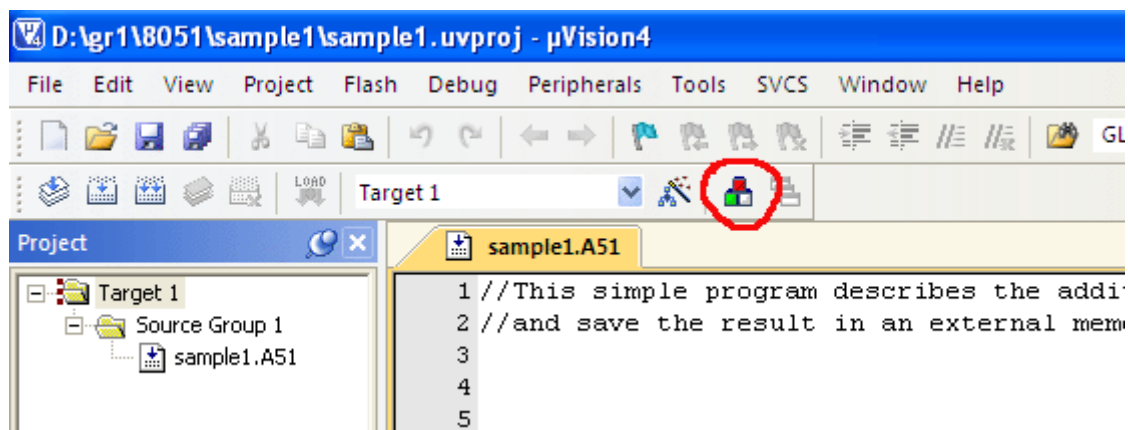 D:\gr1\8051\sample1\sample1.uvproj - µVision4
File Edit View Project Flash Debug Peripherals Tools SVCS Window Help
LOAD
Target 1
Project
sample1.A51
Target 1
Source Group 1
sample1.A51
1 //This simple program describes the addi
2 //and save the result in an external mem
3
4
5